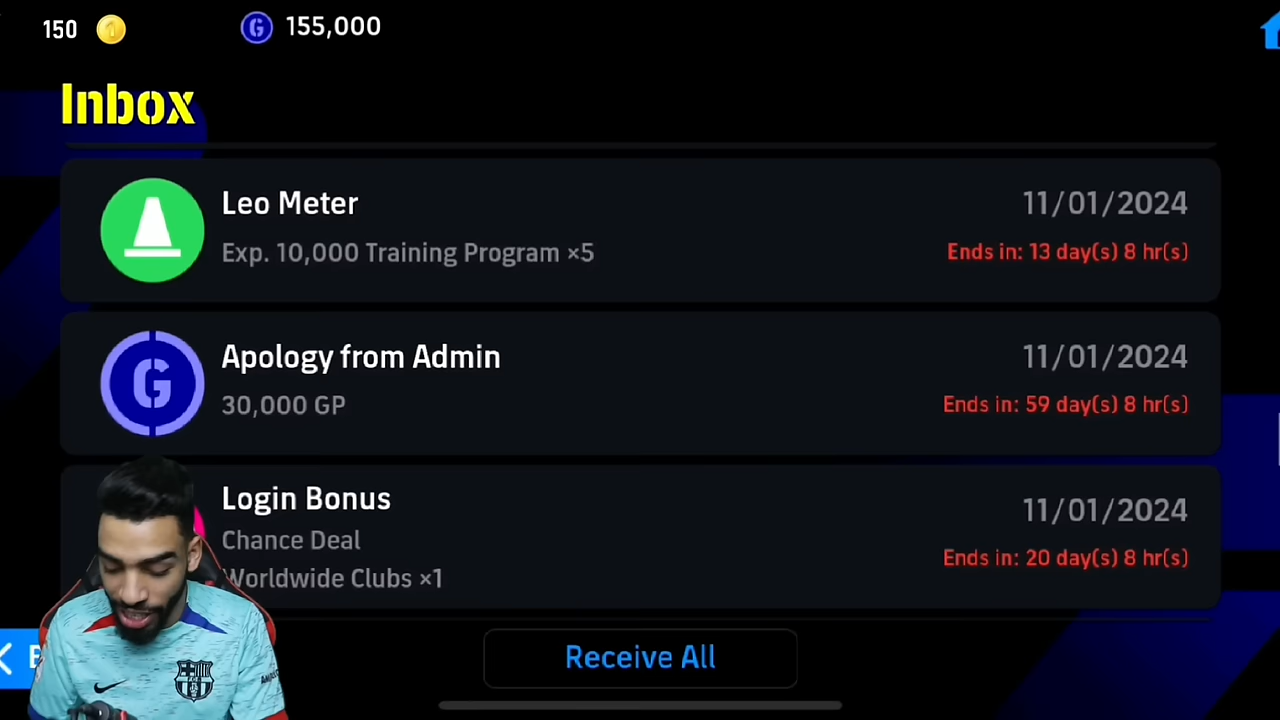 150
G 155,000
Inbox
Leo Meter
11/01/2024
Exp. 10,000 Training Program ×5
Ends in: 13 day(s) 8 hr(s)
G
Apology from Admin
11/01/2024
30,000 GP
Ends in: 59 day(s) 8 hr(s)
Login Bonus
11/01/2024
Chance Deal
Worldwide Clubs ×1
Ends in: 20 day(s) 8 hr(s)
Receive All